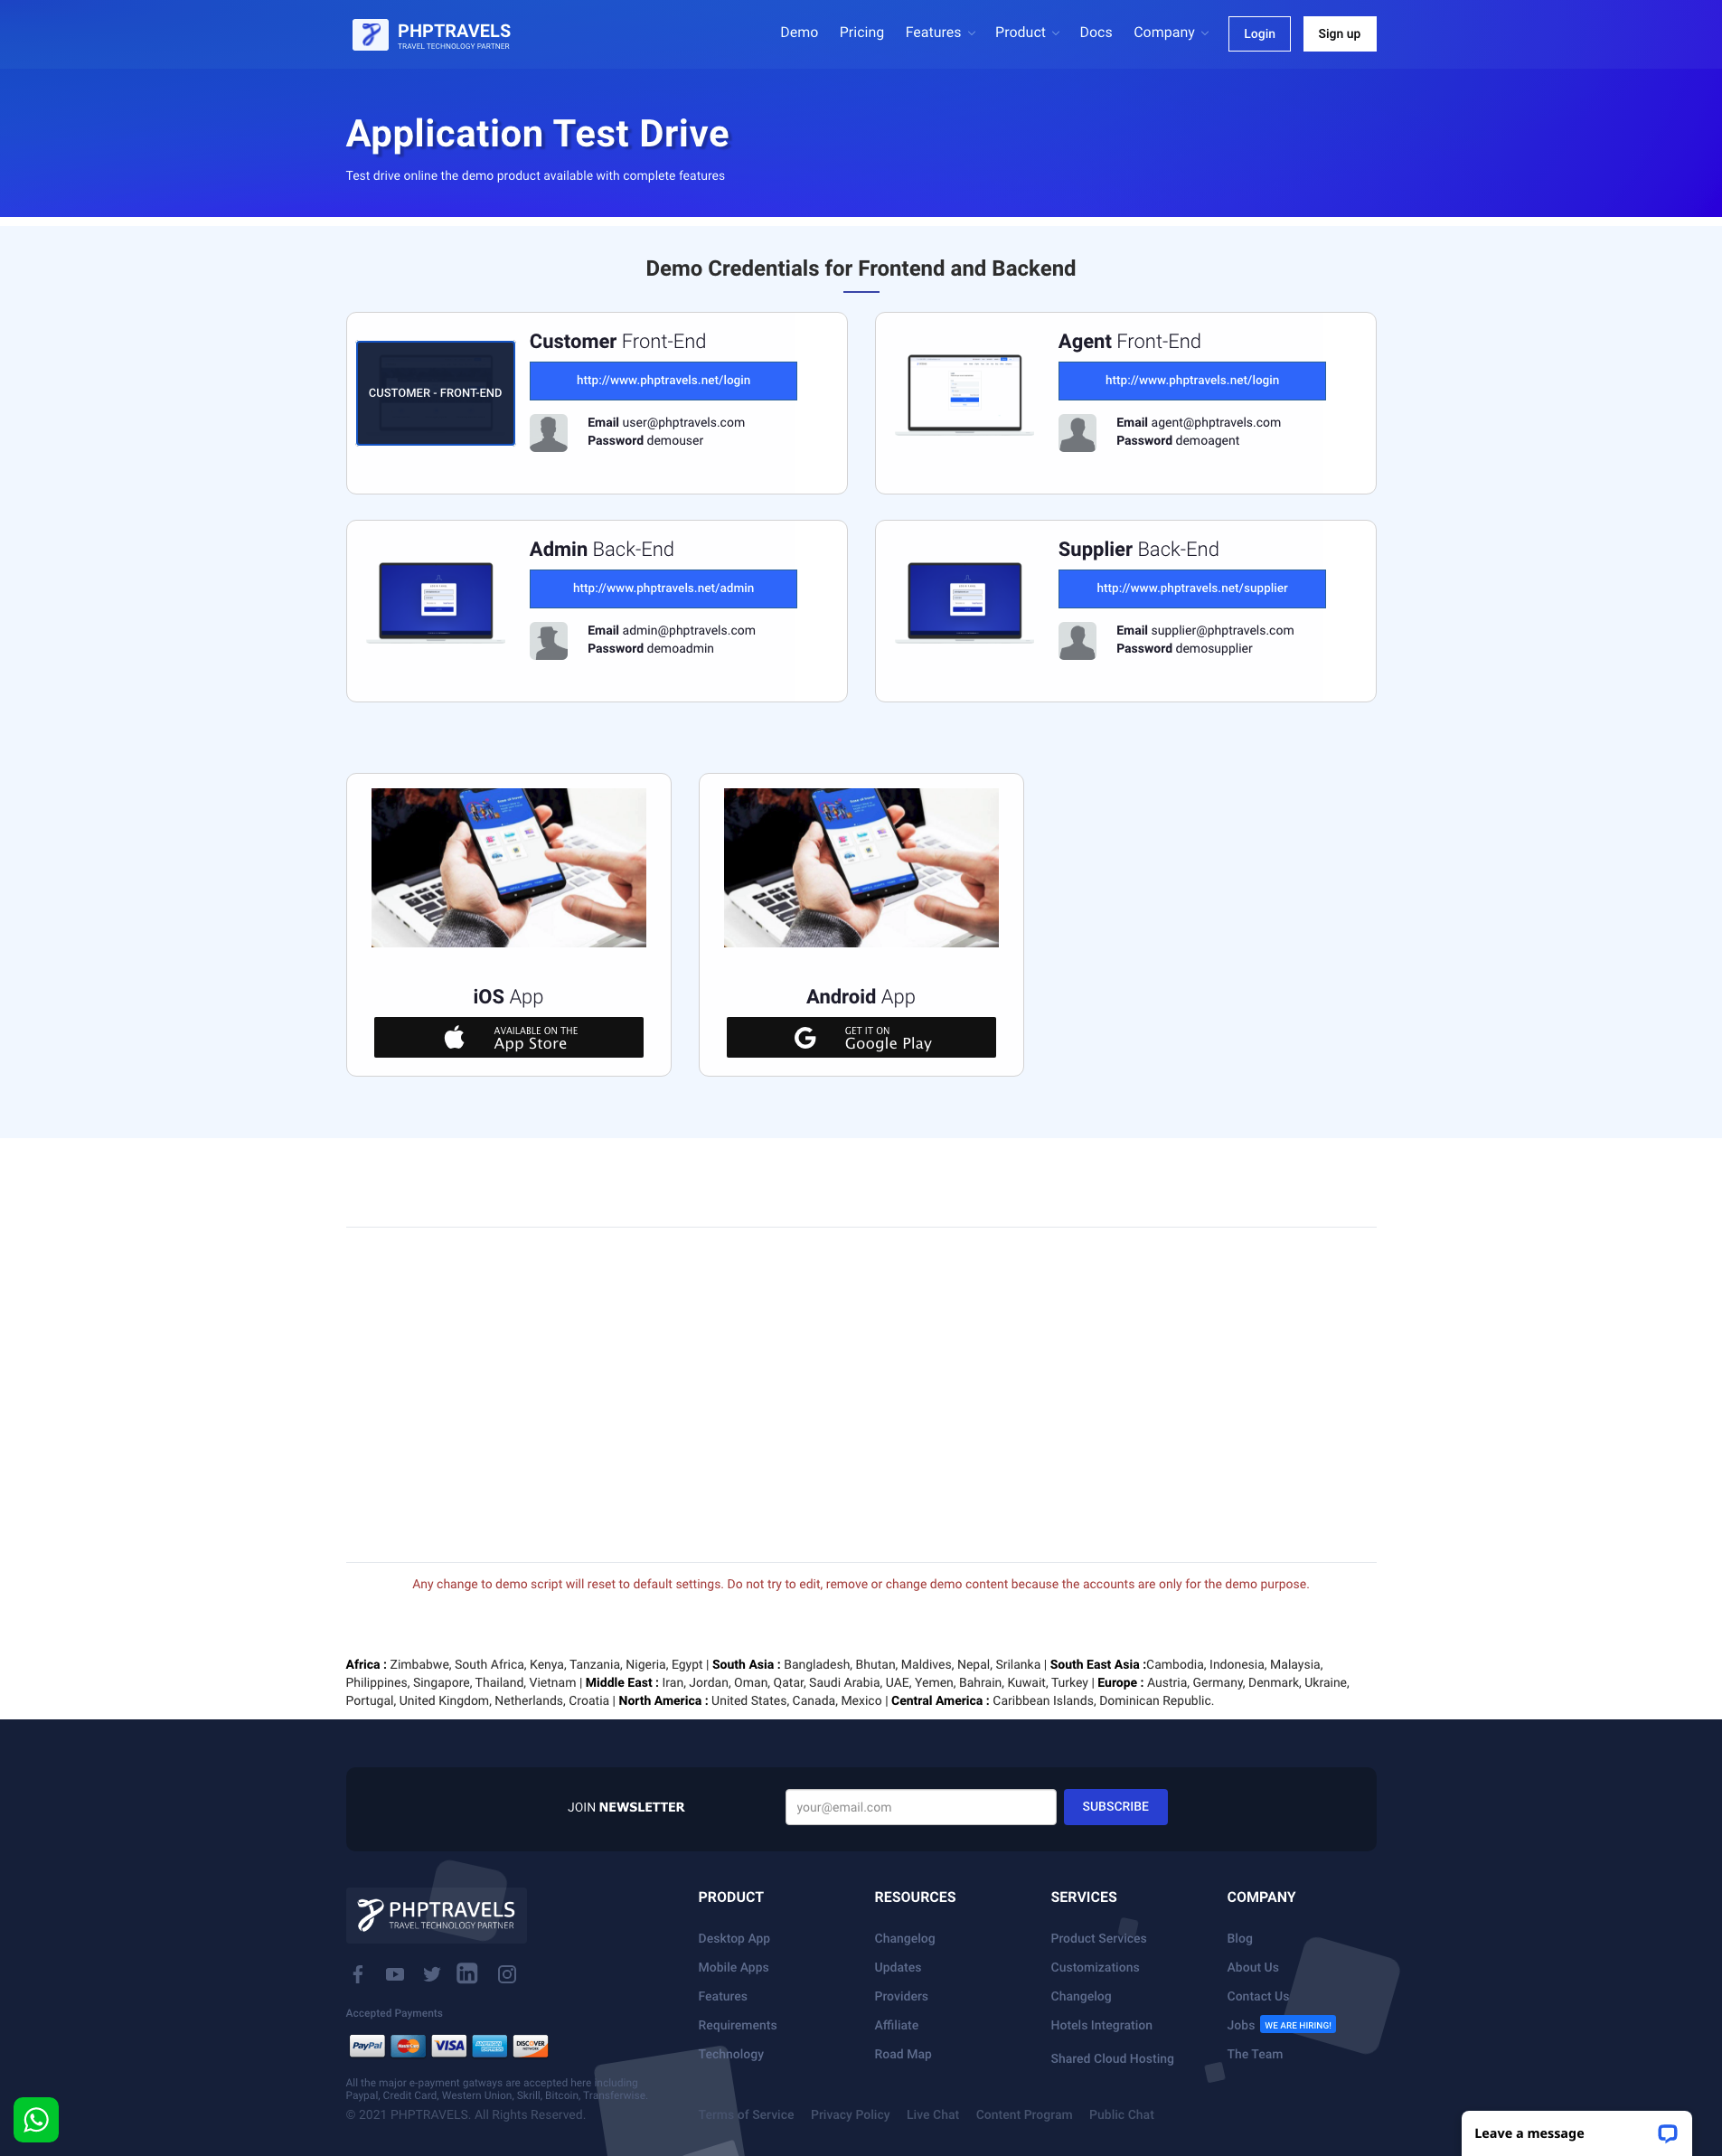 PHPTRAVELS
TRAVEL TECHNOLOGY PARTNER
Demo Pricing Features Product Docs Company Login Sign up
Application Test Drive
Test drive online the demo product available with complete features
Demo Credentials for Frontend and Backend
CUSTOMER - FRONT-END
Customer Front-End
http://www.phptravels.net/login
Email user@phptravels.com
Password demouser
Agent Front-End
http://www.phptravels.net/login
Email agent@phptravels.com
Password demoagent
Admin Back-End
http://www.phptravels.net/admin
Email admin@phptravels.com
Password demoadmin
Supplier Back-End
http://www.phptravels.net/supplier
Email supplier@phptravels.com
Password demosupplier
iOS App
AVAILABLE ON THE
App Store
Android App
GET IT ON
Google Play
Any change to demo script will reset to default settings. Do not try to edit, remove or change demo content because the accounts are only for the demo purpose.
Africa : Zimbabwe, South Africa, Kenya, Tanzania, Nigeria, Egypt | South Asia : Bangladesh, Bhutan, Maldives, Nepal, Srilanka | South East Asia :Cambodia, Indonesia, Malaysia,
Philippines, Singapore, Thailand, Vietnam | Middle East : Iran, Jordan, Oman, Qatar, Saudi Arabia, UAE, Yemen, Bahrain, Kuwait, Turkey | Europe : Austria, Germany, Denmark, Ukraine,
Portugal, United Kingdom, Netherlands, Croatia | North America : United States, Canada, Mexico | Central America : Caribbean Islands, Dominican Republic.
JOIN NEWSLETTER
your@email.com
SUBSCRIBE
PHPTRAVELS
TRAVEL TECHNOLOGY PARTNER
Accepted Payments
PayPal MasterCard VISA AMERICAN EXPRESS DISCOVER NETWORK
All the major e-payment gatways are accepted here including
Paypal, Credit Card, Western Union, Skrill, Bitcoin, Transferwise.
© 2021 PHPTRAVELS. All Rights Reserved.
PRODUCT
Desktop App
Mobile Apps
Features
Requirements
Technology
RESOURCES
Changelog
Updates
Providers
Affiliate
Road Map
SERVICES
Product Services
Customizations
Changelog
Hotels Integration
Shared Cloud Hosting
COMPANY
Blog
About Us
Contact Us
Jobs WE ARE HIRING!
The Team
Terms of Service Privacy Policy Live Chat Content Program Public Chat
Leave a message